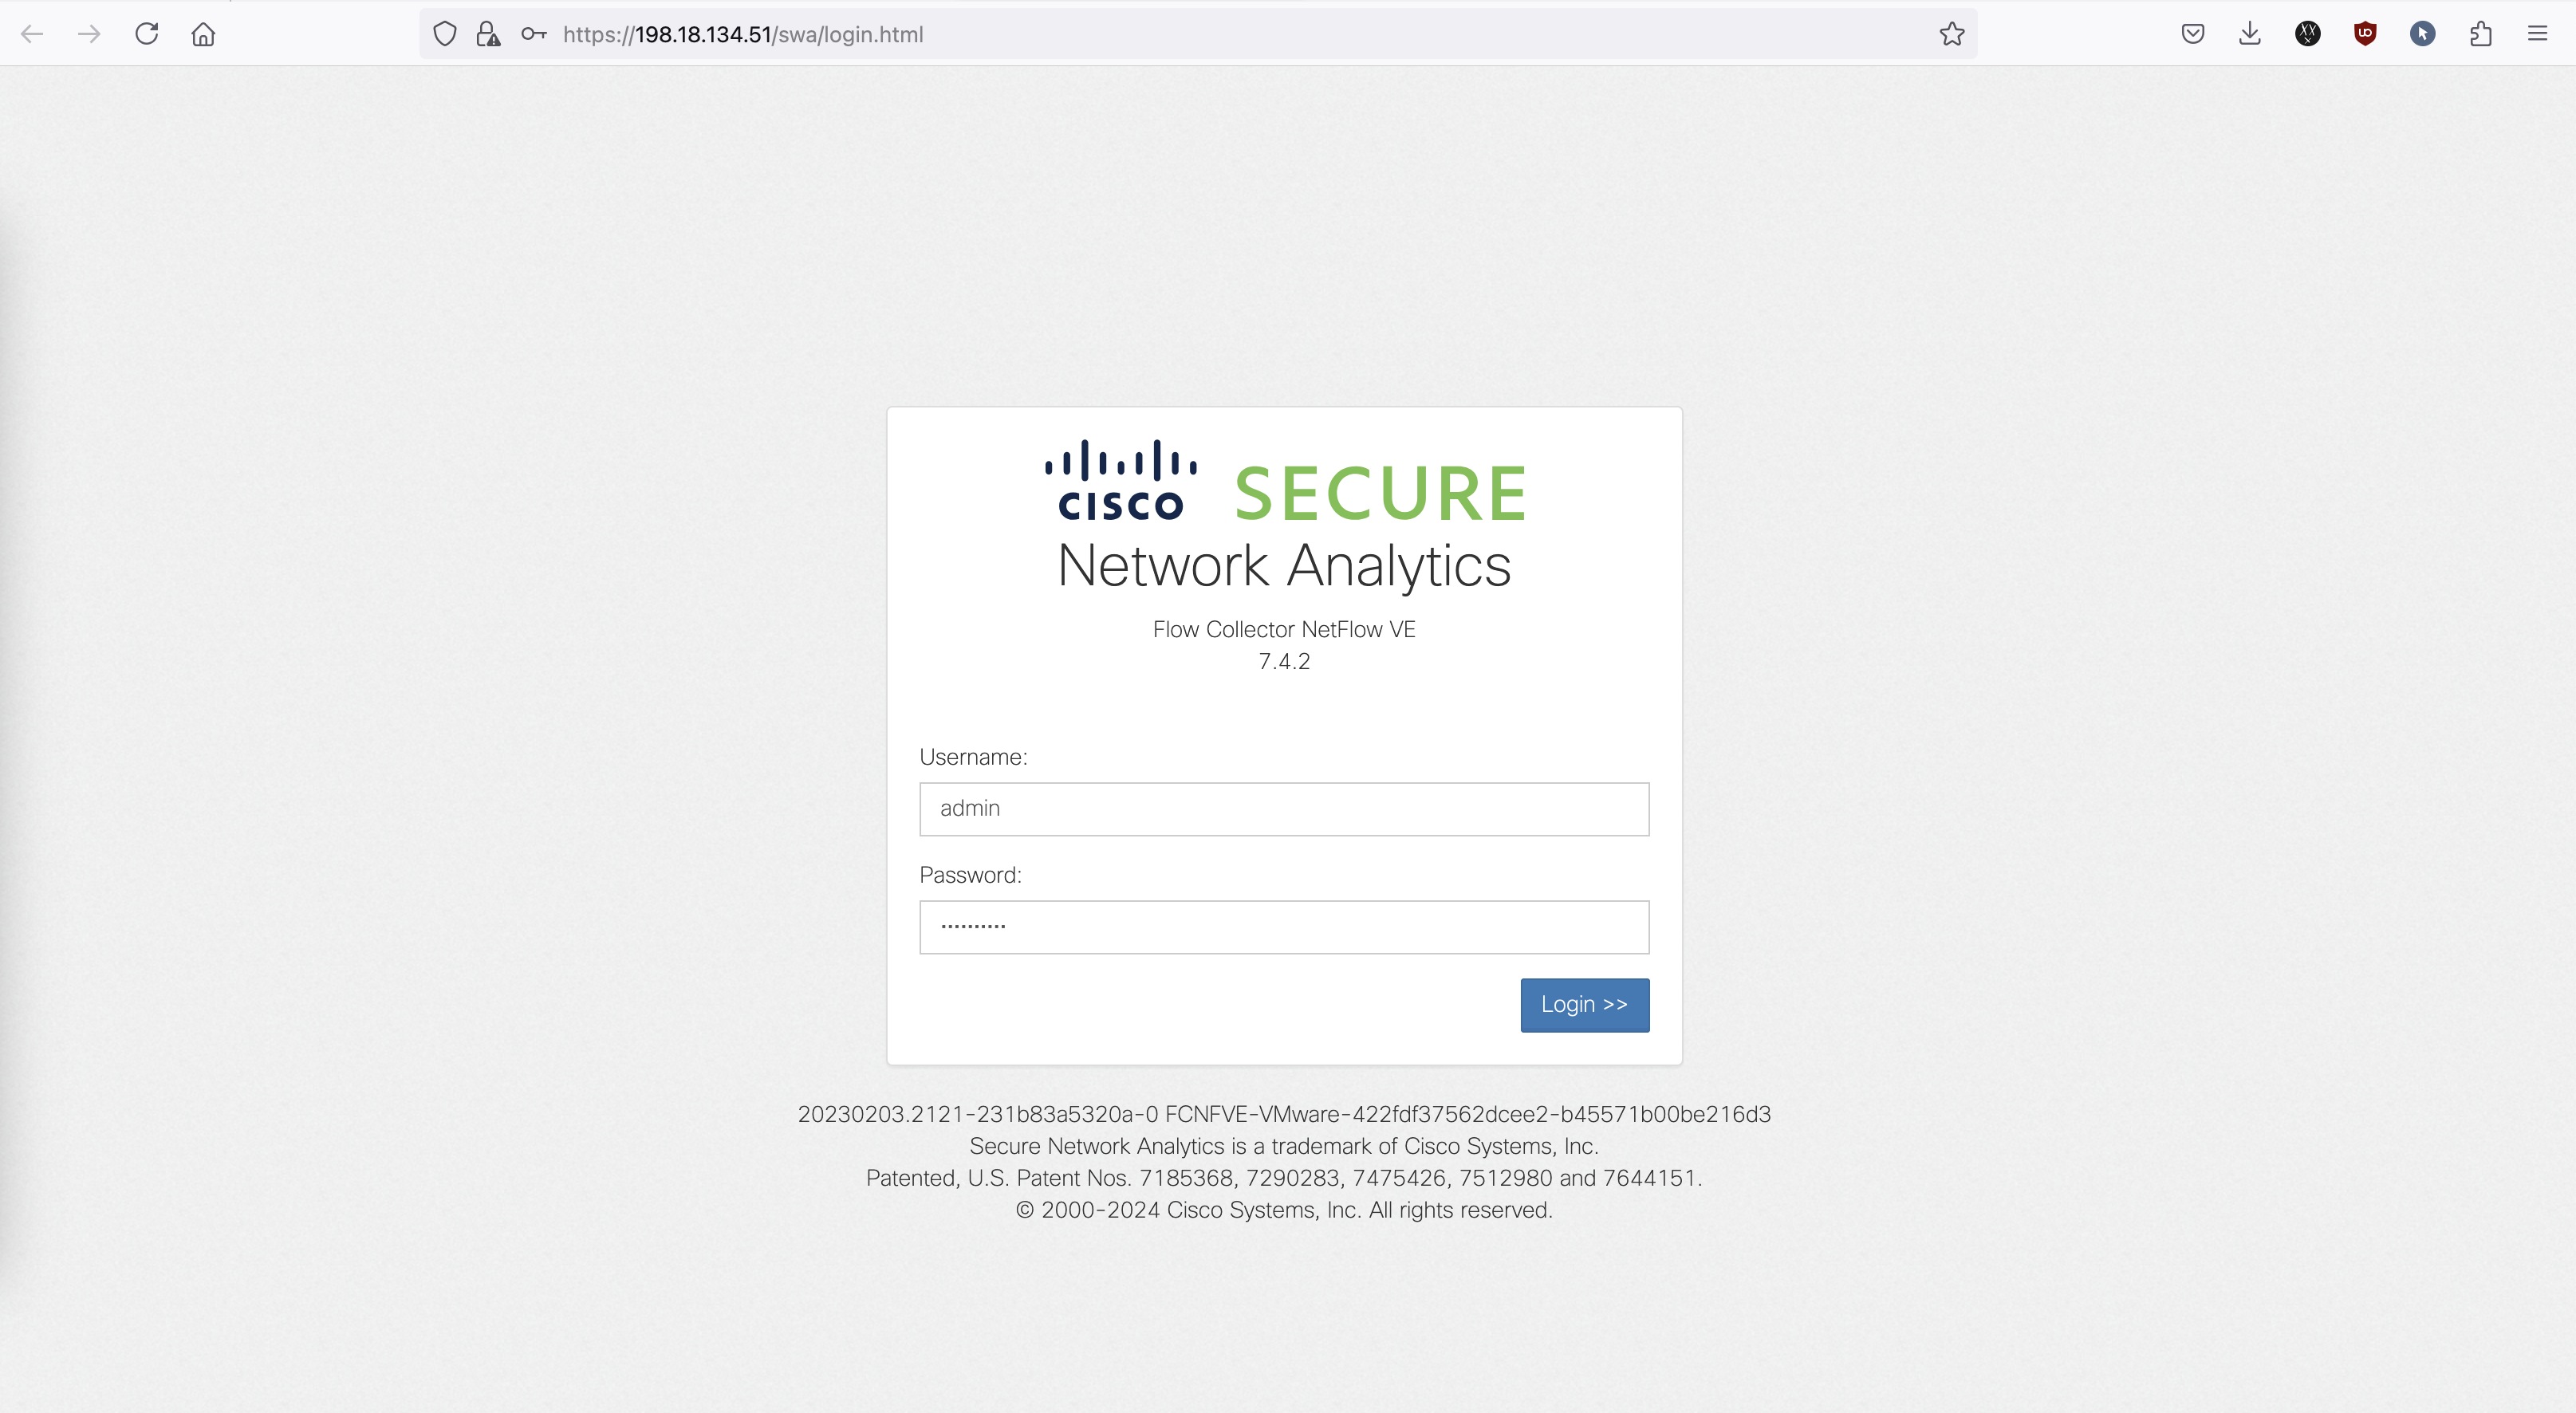 https://198.18.134.51/swa/login.html
CISCO SECURE
Network Analytics
Flow Collector NetFlow VE
7.4.2
Username:
admin
Password:
••••••••••
Login >>
20230203.2121-231b83a5320a-0 FCNFVE-VMware-422fdf37562dcee2-b45571b00be216d3
Secure Network Analytics is a trademark of Cisco Systems, Inc.
Patented, U.S. Patent Nos. 7185368, 7290283, 7475426, 7512980 and 7644151.
© 2000-2024 Cisco Systems, Inc. All rights reserved.